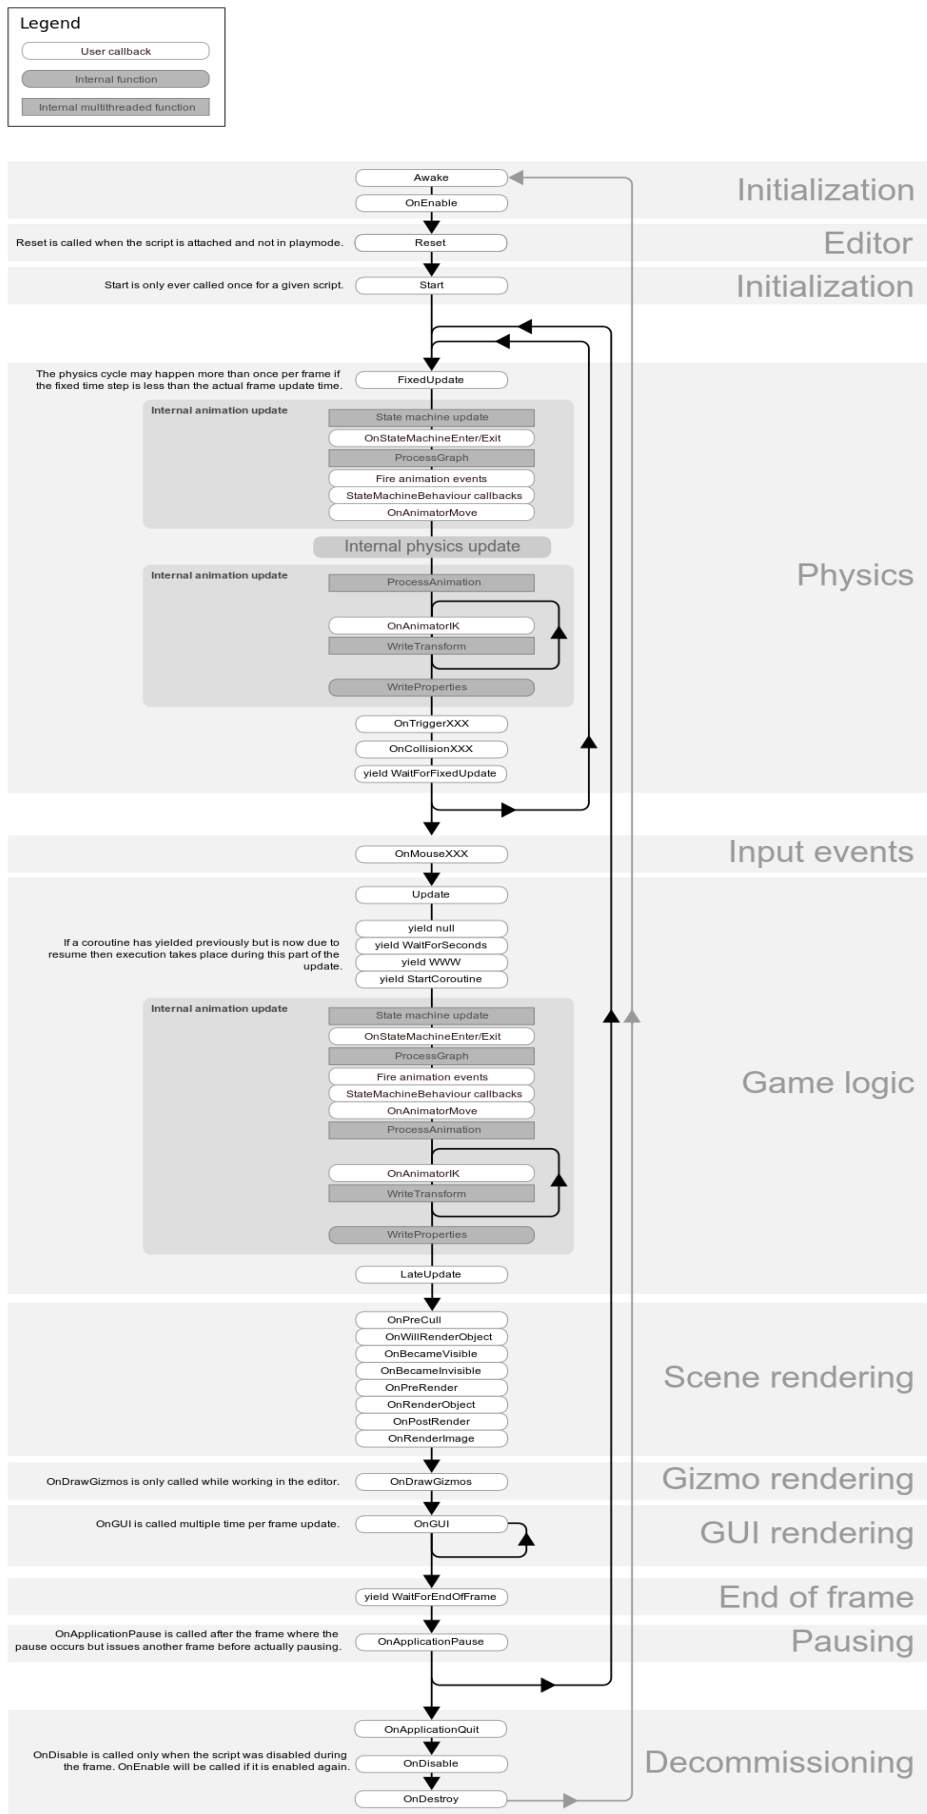 Legend
User callback
Internal function
Internal multithreaded function
Awake
Initialization
OnEnable
Reset is called when the script is attached and not in playmode.
Reset
Editor
Start is only ever called once for a given script.
Start
Initialization
The physics cycle may happen more than once per frame if
the fixed time step is less than the actual frame update time.
FixedUpdate
Internal animation update
State machine update
OnStateMachineEnter/Exit
ProcessGraph
Fire animation events
StateMachineBehaviour callbacks
OnAnimatorMove
Internal physics update
Physics
Internal animation update
ProcessAnimation
OnAnimatorIK
WriteTransform
WriteProperties
OnTriggerXXX
OnCollisionXXX
yield WaitForFixedUpdate
OnMouseXXX
Input events
Update
yield null
If a coroutine has yielded previously but is now due to
resume then execution takes place during this part of the
update.
yield WaitForSeconds
yield WWW
yield StartCoroutine
Internal animation update
State machine update
OnStateMachineEnter/Exit
ProcessGraph
Fire animation events
Game logic
StateMachineBehaviour callbacks
OnAnimatorMove
ProcessAnimation
OnAnimatorIK
WriteTransform
WriteProperties
LateUpdate
OnPreCull
OnWillRenderObject
OnBecameVisible
OnBecameInvisible
Scene rendering
OnPreRender
OnRenderObject
OnPostRender
OnRenderImage
OnDrawGizmos is only called while working in the editor.
OnDrawGizmos
Gizmo rendering
OnGUI is called multiple time per frame update.
OnGUI
GUI rendering
yield WaitForEndOfFrame
End of frame
OnApplicationPause is called after the frame where the
pause occurs but issues another frame before actually pausing.
OnApplicationPause
Pausing
OnApplicationQuit
OnDisable is called only when the script was disabled during
the frame. OnEnable will be called if it is enabled again.
OnDisable
Decommissioning
OnDestroy